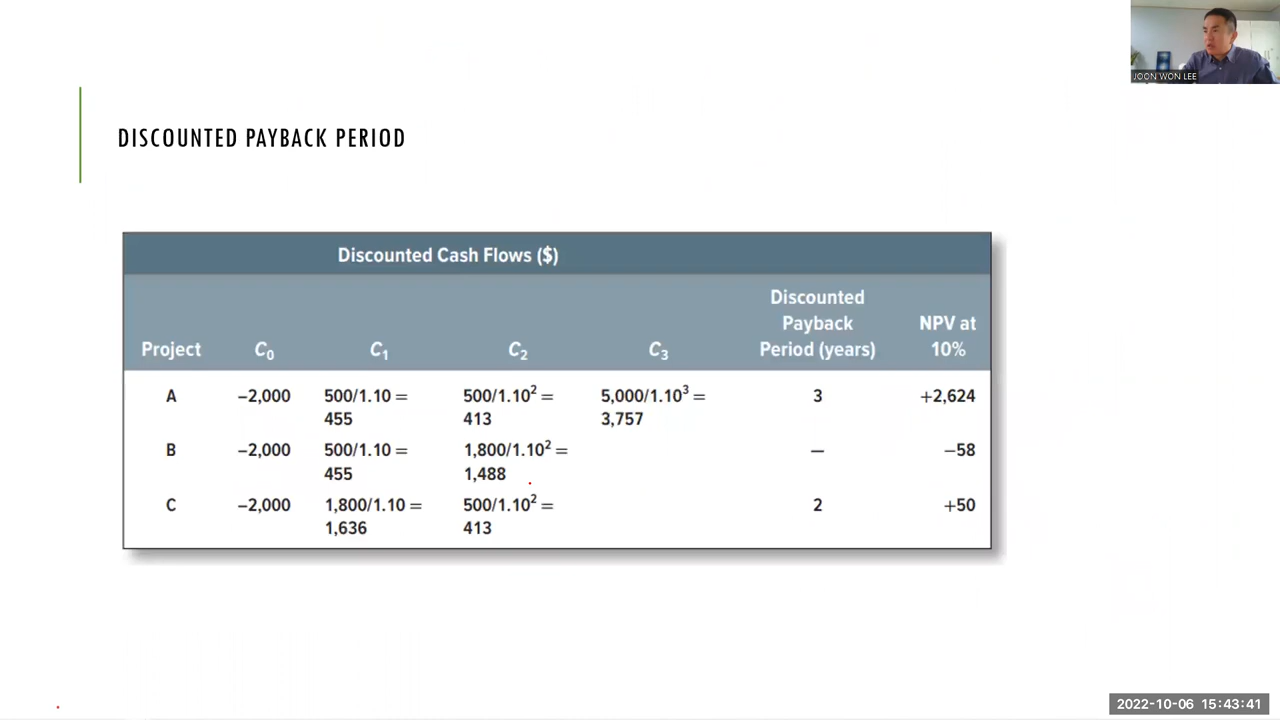 JOON WON LEE
DISCOUNTED PAYBACK PERIOD
Discounted Cash Flows ($)
Discounted
Payback NPV at
Project C₀ C₁ C₂ C₃ Period (years) 10%
A −2,000 500/1.10 = 500/1.10² = 5,000/1.10³ = 3 +2,624
455 413 3,757
B −2,000 500/1.10 = 1,800/1.10² = — −58
455 1,488
C −2,000 1,800/1.10 = 500/1.10² = 2 +50
1,636 413
2022-10-06 15:43:41